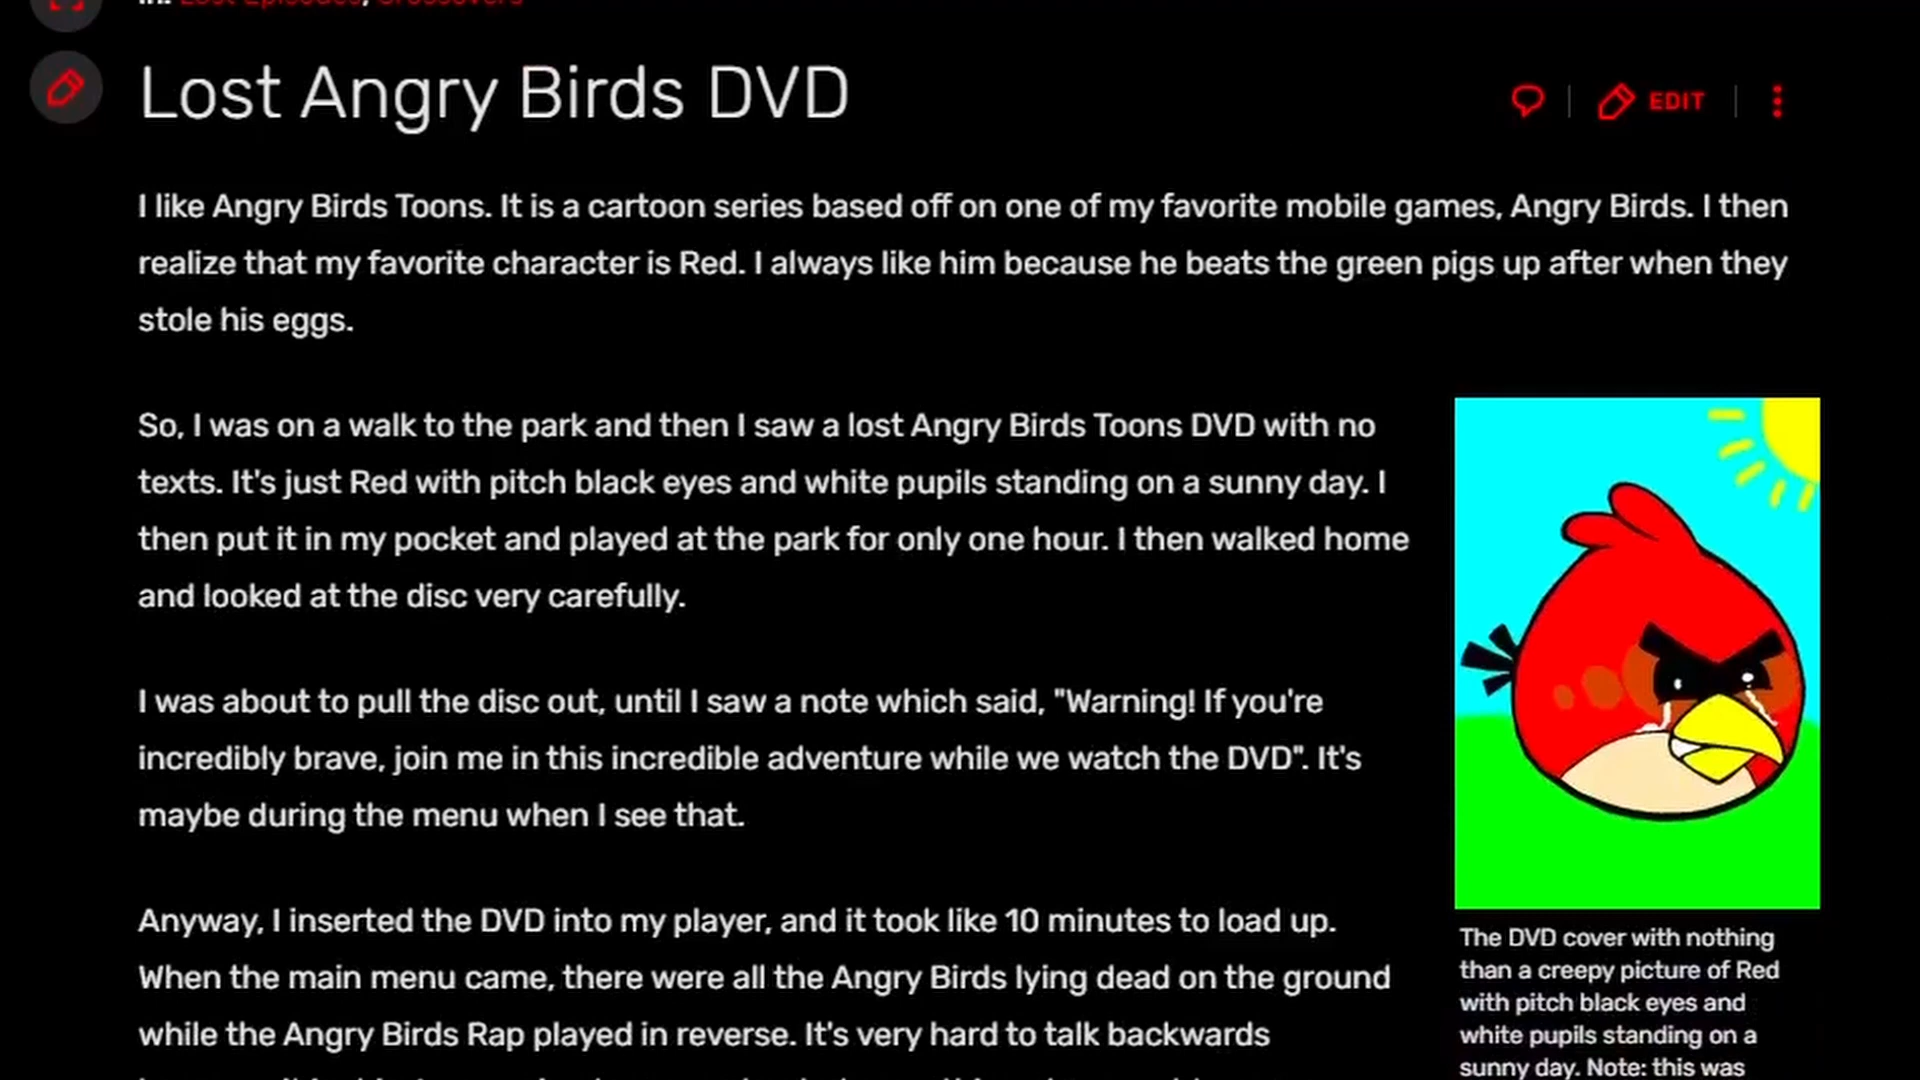 in: Lost Episodes, Crossovers
Lost Angry Birds DVD
EDIT
I like Angry Birds Toons. It is a cartoon series based off on one of my favorite mobile games, Angry Birds. I then
realize that my favorite character is Red. I always like him because he beats the green pigs up after when they
stole his eggs.
So, I was on a walk to the park and then I saw a lost Angry Birds Toons DVD with no
texts. It's just Red with pitch black eyes and white pupils standing on a sunny day. I
then put it in my pocket and played at the park for only one hour. I then walked home
and looked at the disc very carefully.
I was about to pull the disc out, until I saw a note which said, "Warning! If you're
incredibly brave, join me in this incredible adventure while we watch the DVD". It's
maybe during the menu when I see that.
Anyway, I inserted the DVD into my player, and it took like 10 minutes to load up.
When the main menu came, there were all the Angry Birds lying dead on the ground
while the Angry Birds Rap played in reverse. It's very hard to talk backwards
The DVD cover with nothing
than a creepy picture of Red
with pitch black eyes and
white pupils standing on a
sunny day. Note: this was